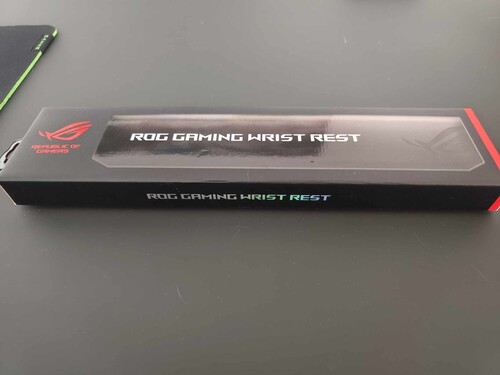 REPUBLIC OF
GAMERS
ROG GAMING WRIST REST
ROG GAMING WRIST REST